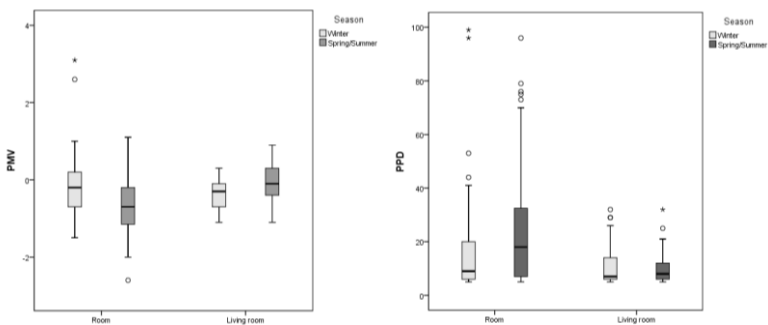 Season
Winter
Spring/Summer
4
2
0
-2
PMV
Room
Living room
Season
Winter
Spring/Summer
100
80
60
40
20
0
PPD
Room
Living room